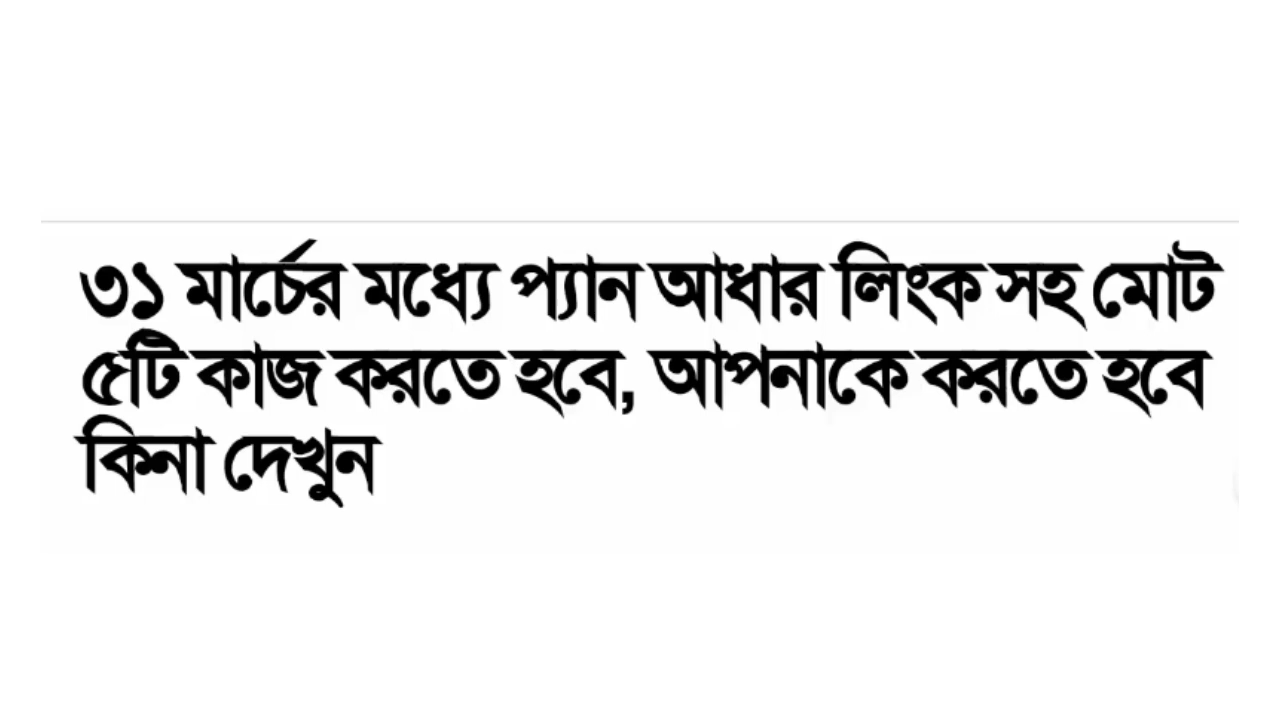 ৩১ মার্চের মধ্যে প্যান আধার লিংক সহ মোট
৫টি কাজ করতে হবে, আপনাকে করতে হবে
কিনা দেখুন